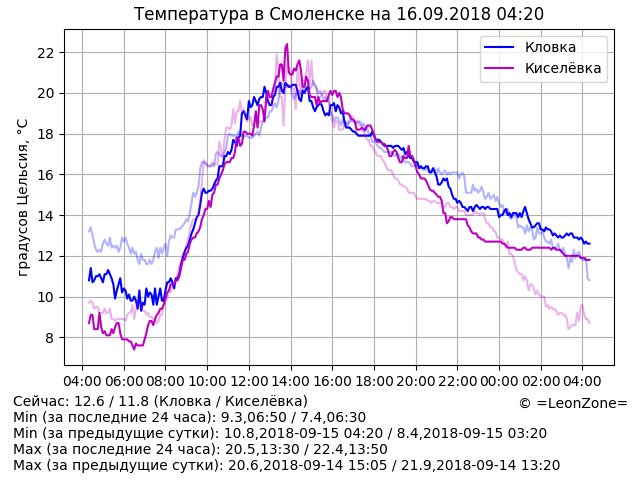 Температура в Смоленске на 16.09.2018 04:20
Кловка
Киселёвка
градусов Цельсия, °C
22
20
18
16
14
12
10
8
04:00 06:00 08:00 10:00 12:00 14:00 16:00 18:00 20:00 22:00 00:00 02:00 04:00
Сейчас: 12.6 / 11.8 (Кловка / Киселёвка)
© =LeonZone=
Min (за последние 24 часа): 9.3,06:50 / 7.4,06:30
Min (за предыдущие сутки): 10.8,2018-09-15 04:20 / 8.4,2018-09-15 03:20
Max (за последние 24 часа): 20.5,13:30 / 22.4,13:50
Max (за предыдущие сутки): 20.6,2018-09-14 15:05 / 21.9,2018-09-14 13:20